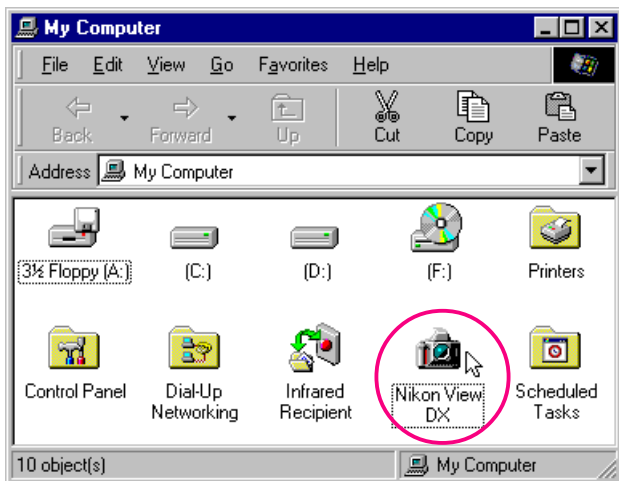 My Computer
File Edit View Go Favorites Help
Back Forward Up Cut Copy Paste
Address My Computer
3½ Floppy (A:) (C:) (D:) (F:) Printers
Control Panel Dial-Up Networking Infrared Recipient Nikon View DX Scheduled Tasks
10 object(s) My Computer